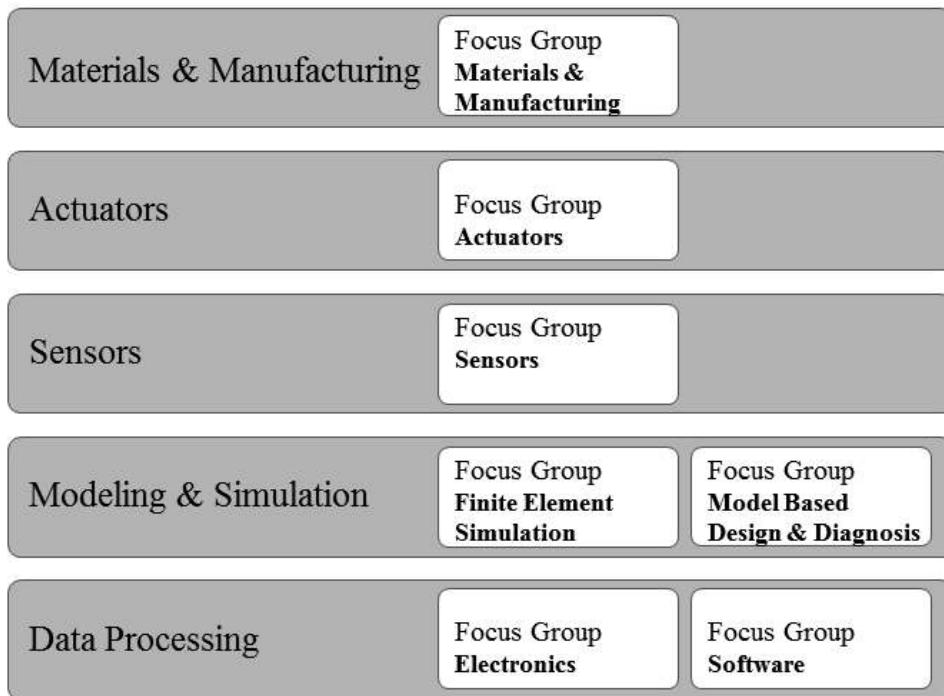 Materials & Manufacturing
Focus Group
Materials &
Manufacturing
Actuators
Focus Group
Actuators
Sensors
Focus Group
Sensors
Modeling & Simulation
Focus Group
Finite Element
Simulation
Focus Group
Model Based
Design & Diagnosis
Data Processing
Focus Group
Electronics
Focus Group
Software